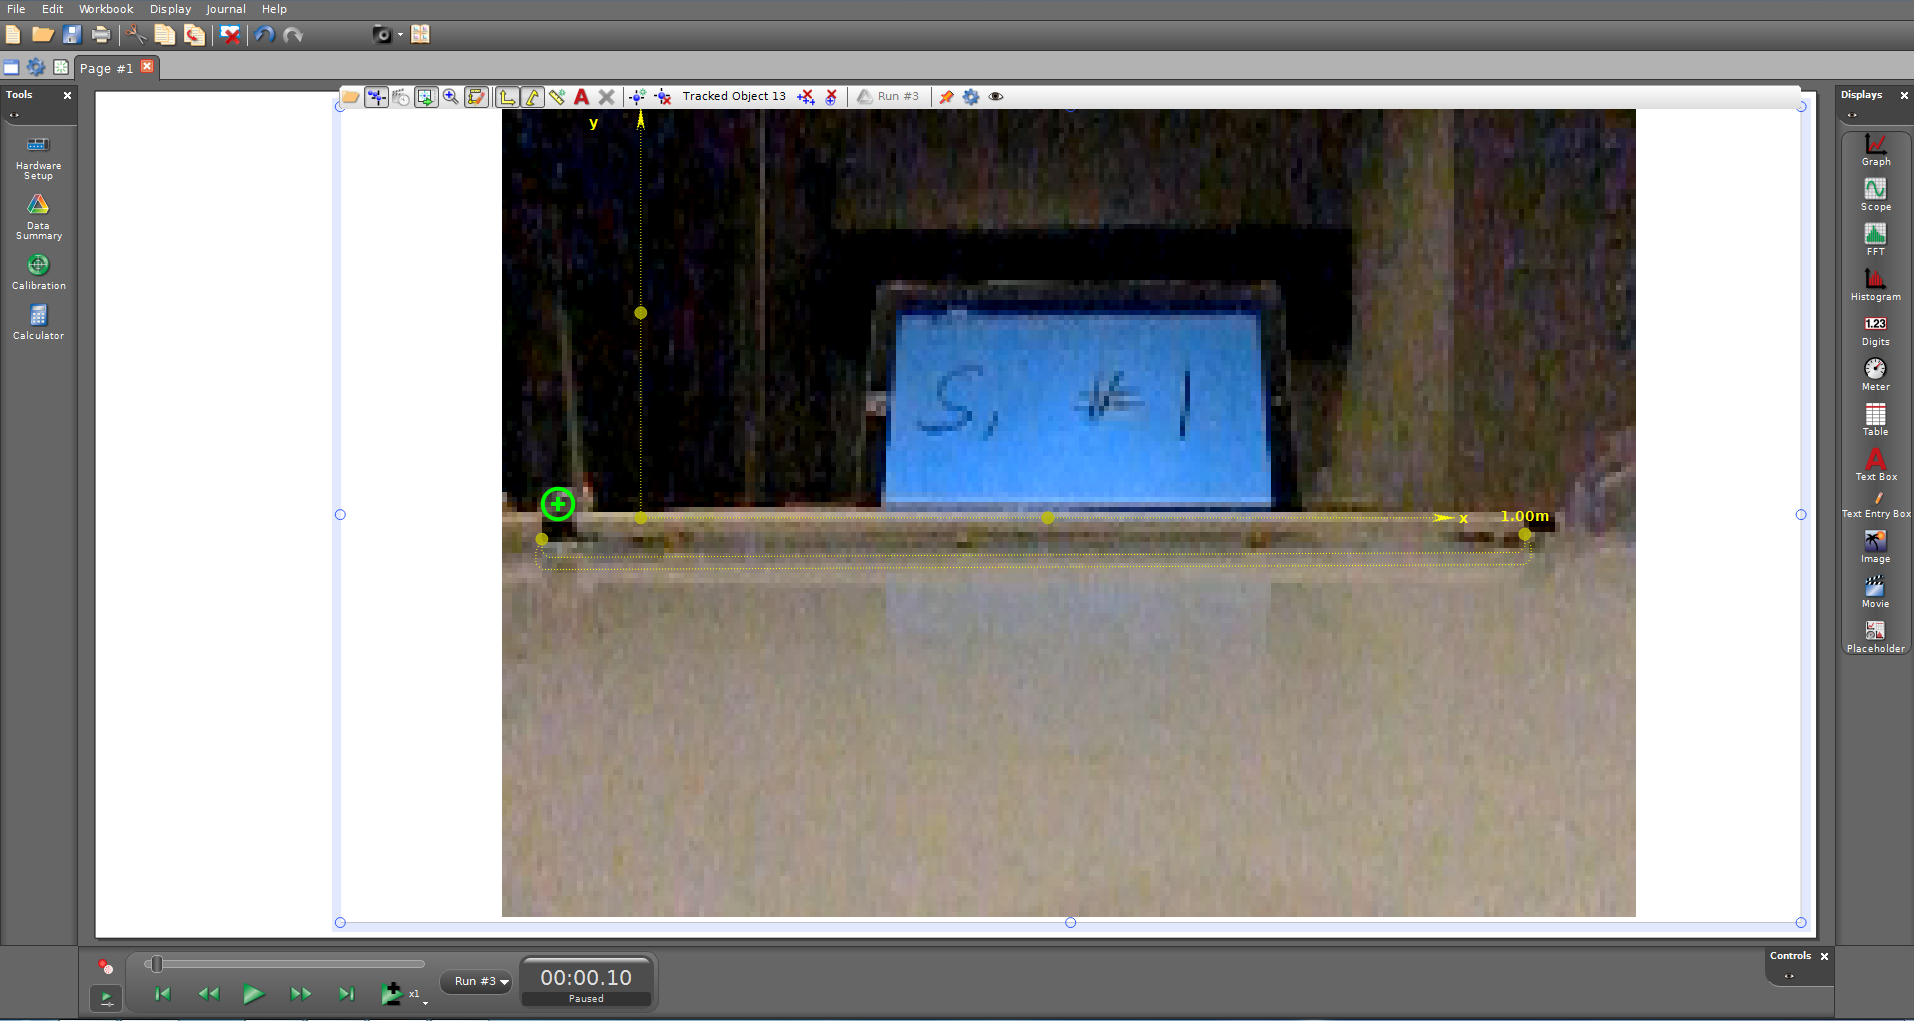 File Edit Workbook Display Journal Help
Page #1
Tools
Hardware
Setup
Data
Summary
Calibration
Calculator
Tracked Object 13
Run #3
y
S, # 1
x
1.00m
Displays
Graph
Scope
FFT
Histogram
1.23
Digits
Meter
Table
Text Box
Text Entry Box
Image
Movie
Placeholder
x1
Run #3
00:00.10
Paused
Controls